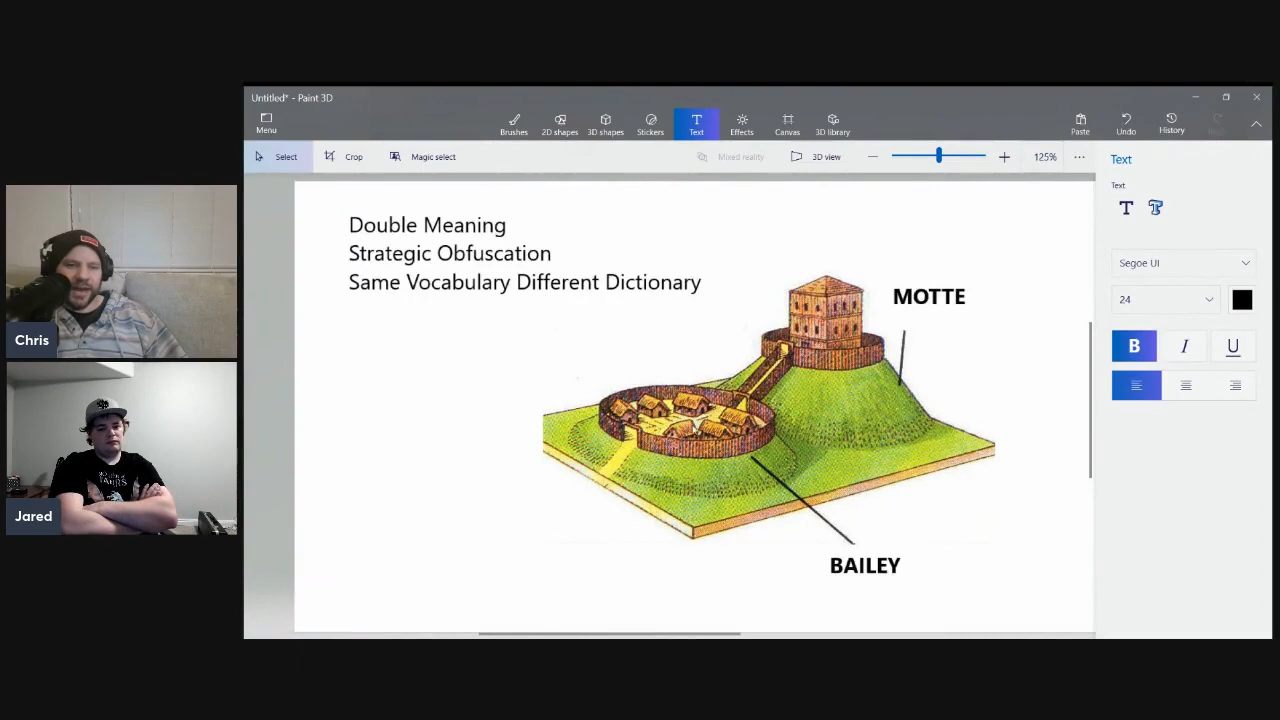 Untitled* - Paint 3D
Menu
Brushes
2D shapes
3D shapes
Stickers
Text
Effects
Canvas
3D library
Paste
Undo
History
Select
Crop
Magic select
Mixed reality
3D view
125%
Text
Text
Segoe UI
24
B
I
U
Double Meaning
Strategic Obfuscation
Same Vocabulary Different Dictionary
MOTTE
BAILEY
Chris
Jared